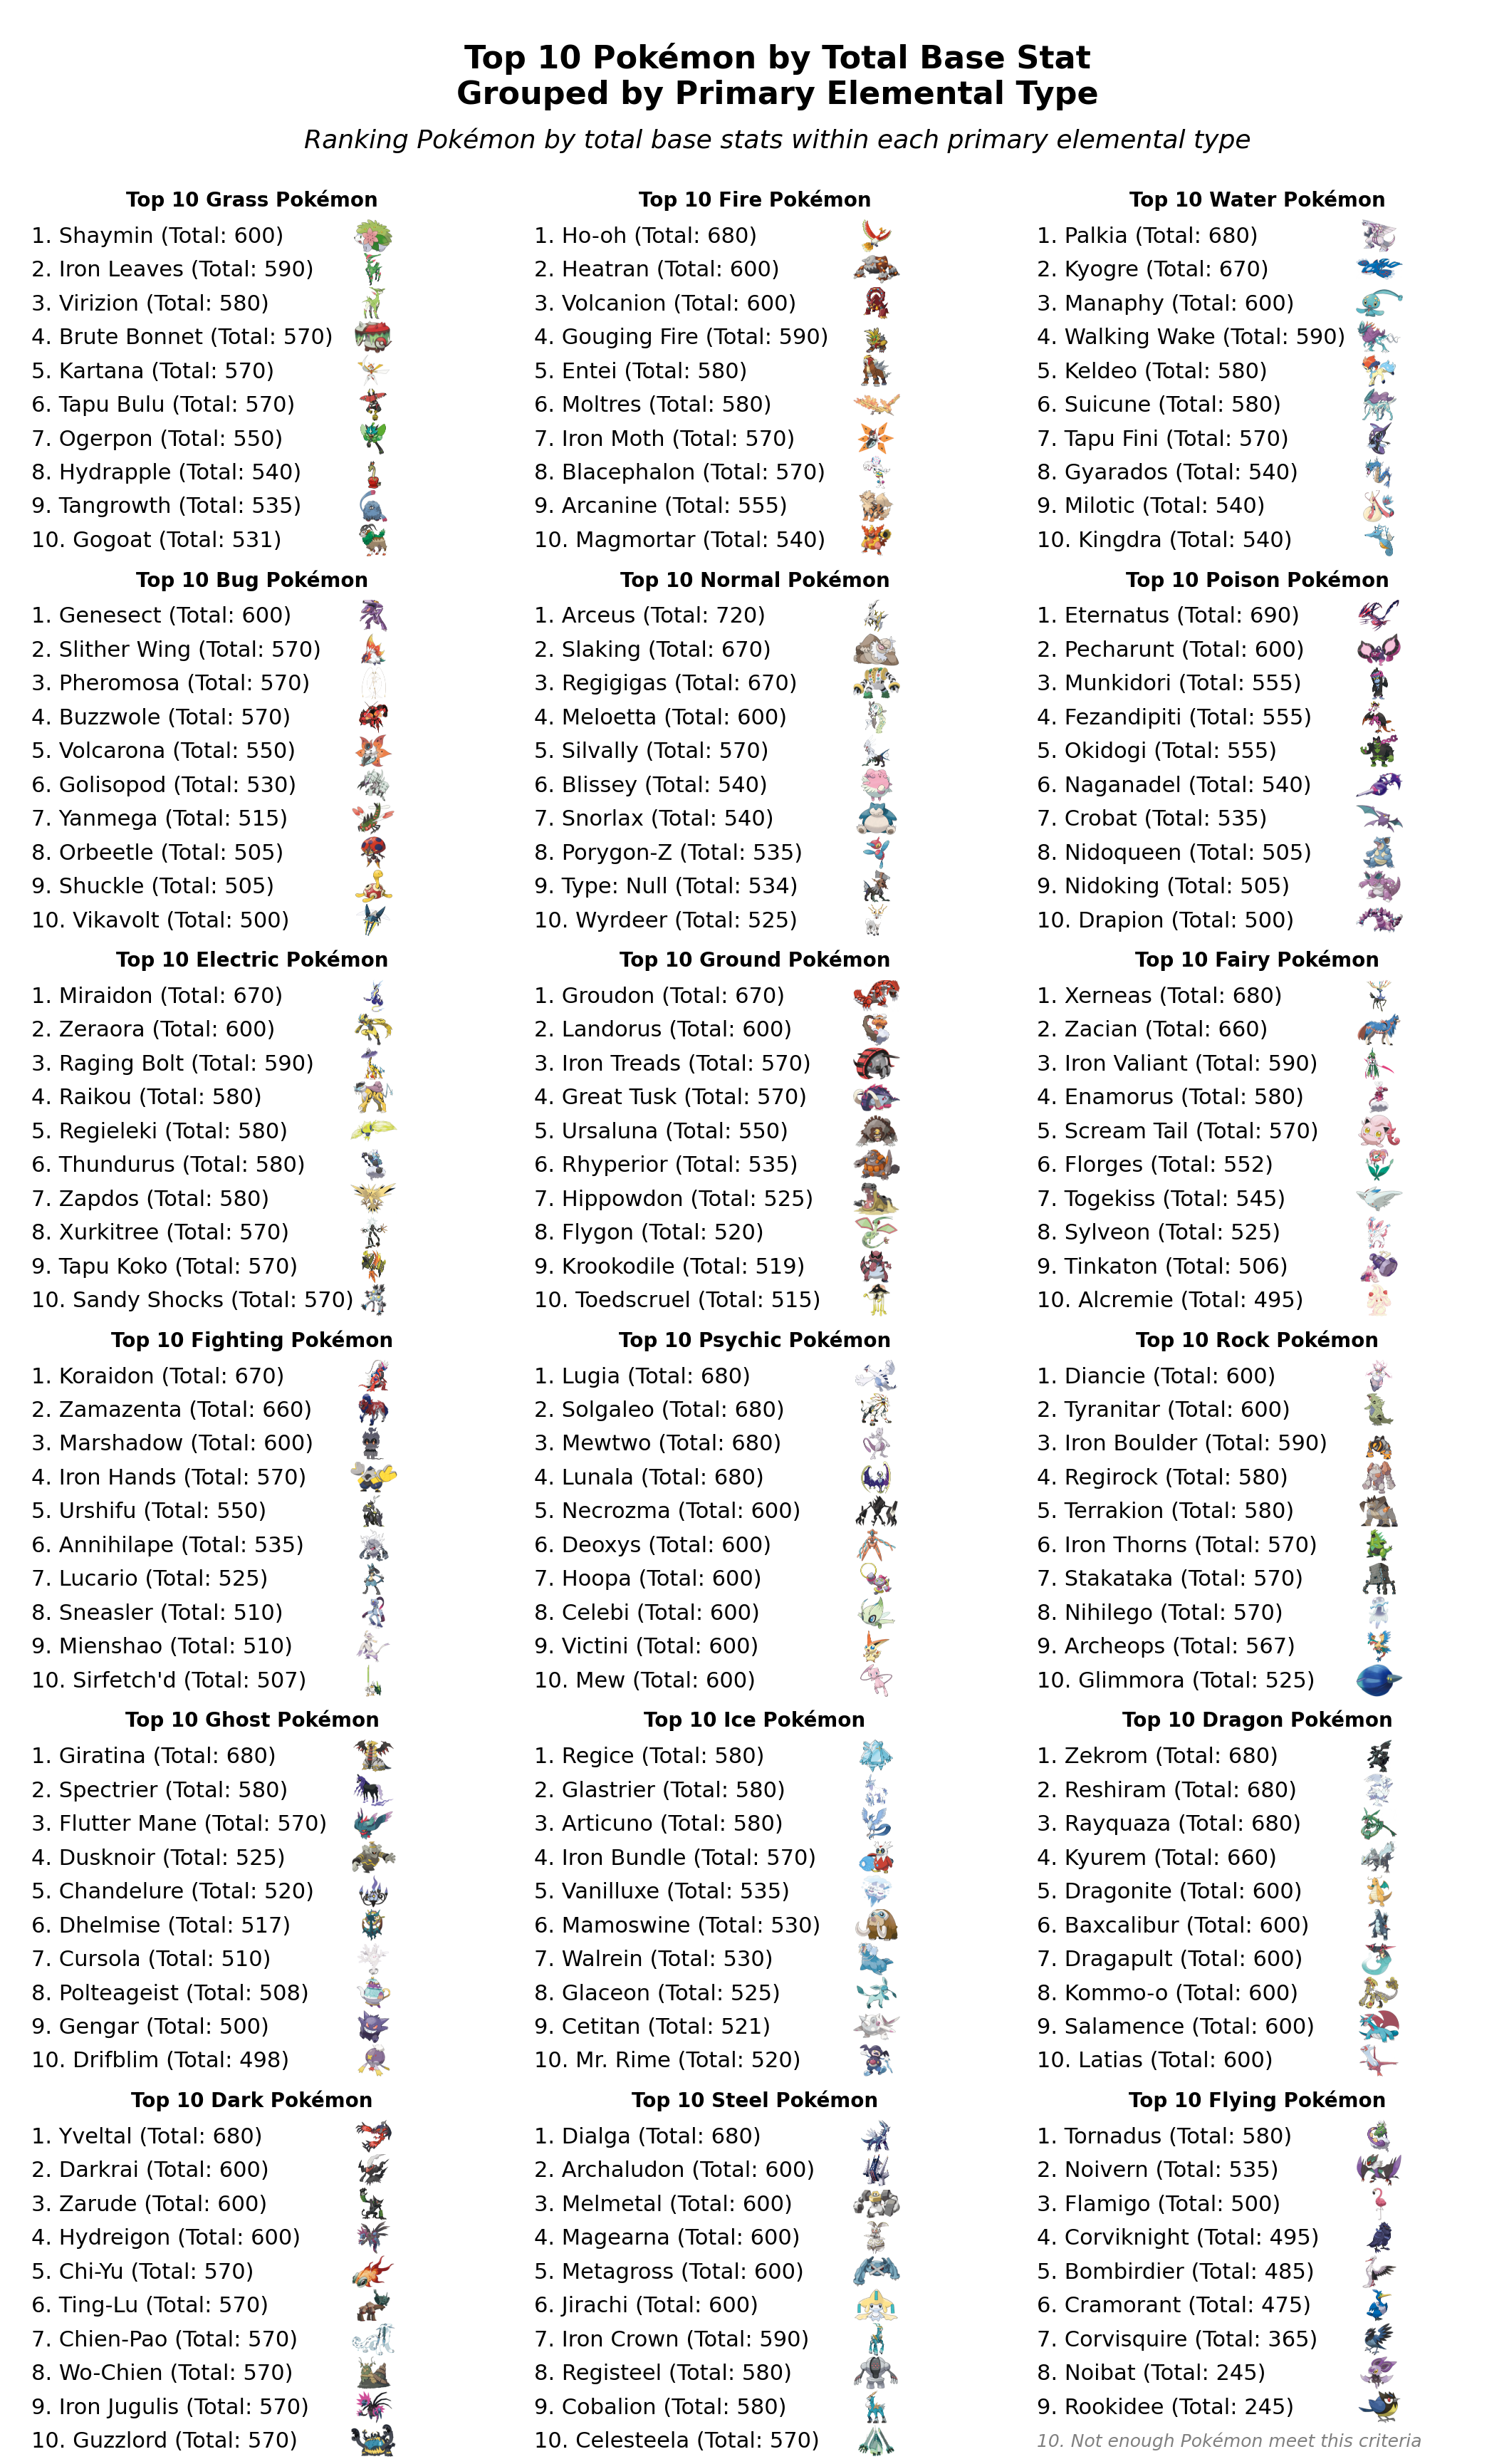 Top 10 Pokémon by Total Base Stat
Grouped by Primary Elemental Type
Ranking Pokémon by total base stats within each primary elemental type
Top 10 Grass Pokémon
1. Shaymin (Total: 600)
2. Iron Leaves (Total: 590)
3. Virizion (Total: 580)
4. Brute Bonnet (Total: 570)
5. Kartana (Total: 570)
6. Tapu Bulu (Total: 570)
7. Ogerpon (Total: 550)
8. Hydrapple (Total: 540)
9. Tangrowth (Total: 535)
10. Gogoat (Total: 531)
Top 10 Fire Pokémon
1. Ho-oh (Total: 680)
2. Heatran (Total: 600)
3. Volcanion (Total: 600)
4. Gouging Fire (Total: 590)
5. Entei (Total: 580)
6. Moltres (Total: 580)
7. Iron Moth (Total: 570)
8. Blacephalon (Total: 570)
9. Arcanine (Total: 555)
10. Magmortar (Total: 540)
Top 10 Water Pokémon
1. Palkia (Total: 680)
2. Kyogre (Total: 670)
3. Manaphy (Total: 600)
4. Walking Wake (Total: 590)
5. Keldeo (Total: 580)
6. Suicune (Total: 580)
7. Tapu Fini (Total: 570)
8. Gyarados (Total: 540)
9. Milotic (Total: 540)
10. Kingdra (Total: 540)
Top 10 Bug Pokémon
1. Genesect (Total: 600)
2. Slither Wing (Total: 570)
3. Pheromosa (Total: 570)
4. Buzzwole (Total: 570)
5. Volcarona (Total: 550)
6. Golisopod (Total: 530)
7. Yanmega (Total: 515)
8. Orbeetle (Total: 505)
9. Shuckle (Total: 505)
10. Vikavolt (Total: 500)
Top 10 Normal Pokémon
1. Arceus (Total: 720)
2. Slaking (Total: 670)
3. Regigigas (Total: 670)
4. Meloetta (Total: 600)
5. Silvally (Total: 570)
6. Blissey (Total: 540)
7. Snorlax (Total: 540)
8. Porygon-Z (Total: 535)
9. Type: Null (Total: 534)
10. Wyrdeer (Total: 525)
Top 10 Poison Pokémon
1. Eternatus (Total: 690)
2. Pecharunt (Total: 600)
3. Munkidori (Total: 555)
4. Fezandipiti (Total: 555)
5. Okidogi (Total: 555)
6. Naganadel (Total: 540)
7. Crobat (Total: 535)
8. Nidoqueen (Total: 505)
9. Nidoking (Total: 505)
10. Drapion (Total: 500)
Top 10 Electric Pokémon
1. Miraidon (Total: 670)
2. Zeraora (Total: 600)
3. Raging Bolt (Total: 590)
4. Raikou (Total: 580)
5. Regieleki (Total: 580)
6. Thundurus (Total: 580)
7. Zapdos (Total: 580)
8. Xurkitree (Total: 570)
9. Tapu Koko (Total: 570)
10. Sandy Shocks (Total: 570)
Top 10 Ground Pokémon
1. Groudon (Total: 670)
2. Landorus (Total: 600)
3. Iron Treads (Total: 570)
4. Great Tusk (Total: 570)
5. Ursaluna (Total: 550)
6. Rhyperior (Total: 535)
7. Hippowdon (Total: 525)
8. Flygon (Total: 520)
9. Krookodile (Total: 519)
10. Toedscruel (Total: 515)
Top 10 Fairy Pokémon
1. Xerneas (Total: 680)
2. Zacian (Total: 660)
3. Iron Valiant (Total: 590)
4. Enamorus (Total: 580)
5. Scream Tail (Total: 570)
6. Florges (Total: 552)
7. Togekiss (Total: 545)
8. Sylveon (Total: 525)
9. Tinkaton (Total: 506)
10. Alcremie (Total: 495)
Top 10 Fighting Pokémon
1. Koraidon (Total: 670)
2. Zamazenta (Total: 660)
3. Marshadow (Total: 600)
4. Iron Hands (Total: 570)
5. Urshifu (Total: 550)
6. Annihilape (Total: 535)
7. Lucario (Total: 525)
8. Sneasler (Total: 510)
9. Mienshao (Total: 510)
10. Sirfetch'd (Total: 507)
Top 10 Psychic Pokémon
1. Lugia (Total: 680)
2. Solgaleo (Total: 680)
3. Mewtwo (Total: 680)
4. Lunala (Total: 680)
5. Necrozma (Total: 600)
6. Deoxys (Total: 600)
7. Hoopa (Total: 600)
8. Celebi (Total: 600)
9. Victini (Total: 600)
10. Mew (Total: 600)
Top 10 Rock Pokémon
1. Diancie (Total: 600)
2. Tyranitar (Total: 600)
3. Iron Boulder (Total: 590)
4. Regirock (Total: 580)
5. Terrakion (Total: 580)
6. Iron Thorns (Total: 570)
7. Stakataka (Total: 570)
8. Nihilego (Total: 570)
9. Archeops (Total: 567)
10. Glimmora (Total: 525)
Top 10 Ghost Pokémon
1. Giratina (Total: 680)
2. Spectrier (Total: 580)
3. Flutter Mane (Total: 570)
4. Dusknoir (Total: 525)
5. Chandelure (Total: 520)
6. Dhelmise (Total: 517)
7. Cursola (Total: 510)
8. Polteageist (Total: 508)
9. Gengar (Total: 500)
10. Drifblim (Total: 498)
Top 10 Ice Pokémon
1. Regice (Total: 580)
2. Glastrier (Total: 580)
3. Articuno (Total: 580)
4. Iron Bundle (Total: 570)
5. Vanilluxe (Total: 535)
6. Mamoswine (Total: 530)
7. Walrein (Total: 530)
8. Glaceon (Total: 525)
9. Cetitan (Total: 521)
10. Mr. Rime (Total: 520)
Top 10 Dragon Pokémon
1. Zekrom (Total: 680)
2. Reshiram (Total: 680)
3. Rayquaza (Total: 680)
4. Kyurem (Total: 660)
5. Dragonite (Total: 600)
6. Baxcalibur (Total: 600)
7. Dragapult (Total: 600)
8. Kommo-o (Total: 600)
9. Salamence (Total: 600)
10. Latias (Total: 600)
Top 10 Dark Pokémon
1. Yveltal (Total: 680)
2. Darkrai (Total: 600)
3. Zarude (Total: 600)
4. Hydreigon (Total: 600)
5. Chi-Yu (Total: 570)
6. Ting-Lu (Total: 570)
7. Chien-Pao (Total: 570)
8. Wo-Chien (Total: 570)
9. Iron Jugulis (Total: 570)
10. Guzzlord (Total: 570)
Top 10 Steel Pokémon
1. Dialga (Total: 680)
2. Archaludon (Total: 600)
3. Melmetal (Total: 600)
4. Magearna (Total: 600)
5. Metagross (Total: 600)
6. Jirachi (Total: 600)
7. Iron Crown (Total: 590)
8. Registeel (Total: 580)
9. Cobalion (Total: 580)
10. Celesteela (Total: 570)
Top 10 Flying Pokémon
1. Tornadus (Total: 580)
2. Noivern (Total: 535)
3. Flamigo (Total: 500)
4. Corviknight (Total: 495)
5. Bombirdier (Total: 485)
6. Cramorant (Total: 475)
7. Corvisquire (Total: 365)
8. Noibat (Total: 245)
9. Rookidee (Total: 245)
10. Not enough Pokémon meet this criteria